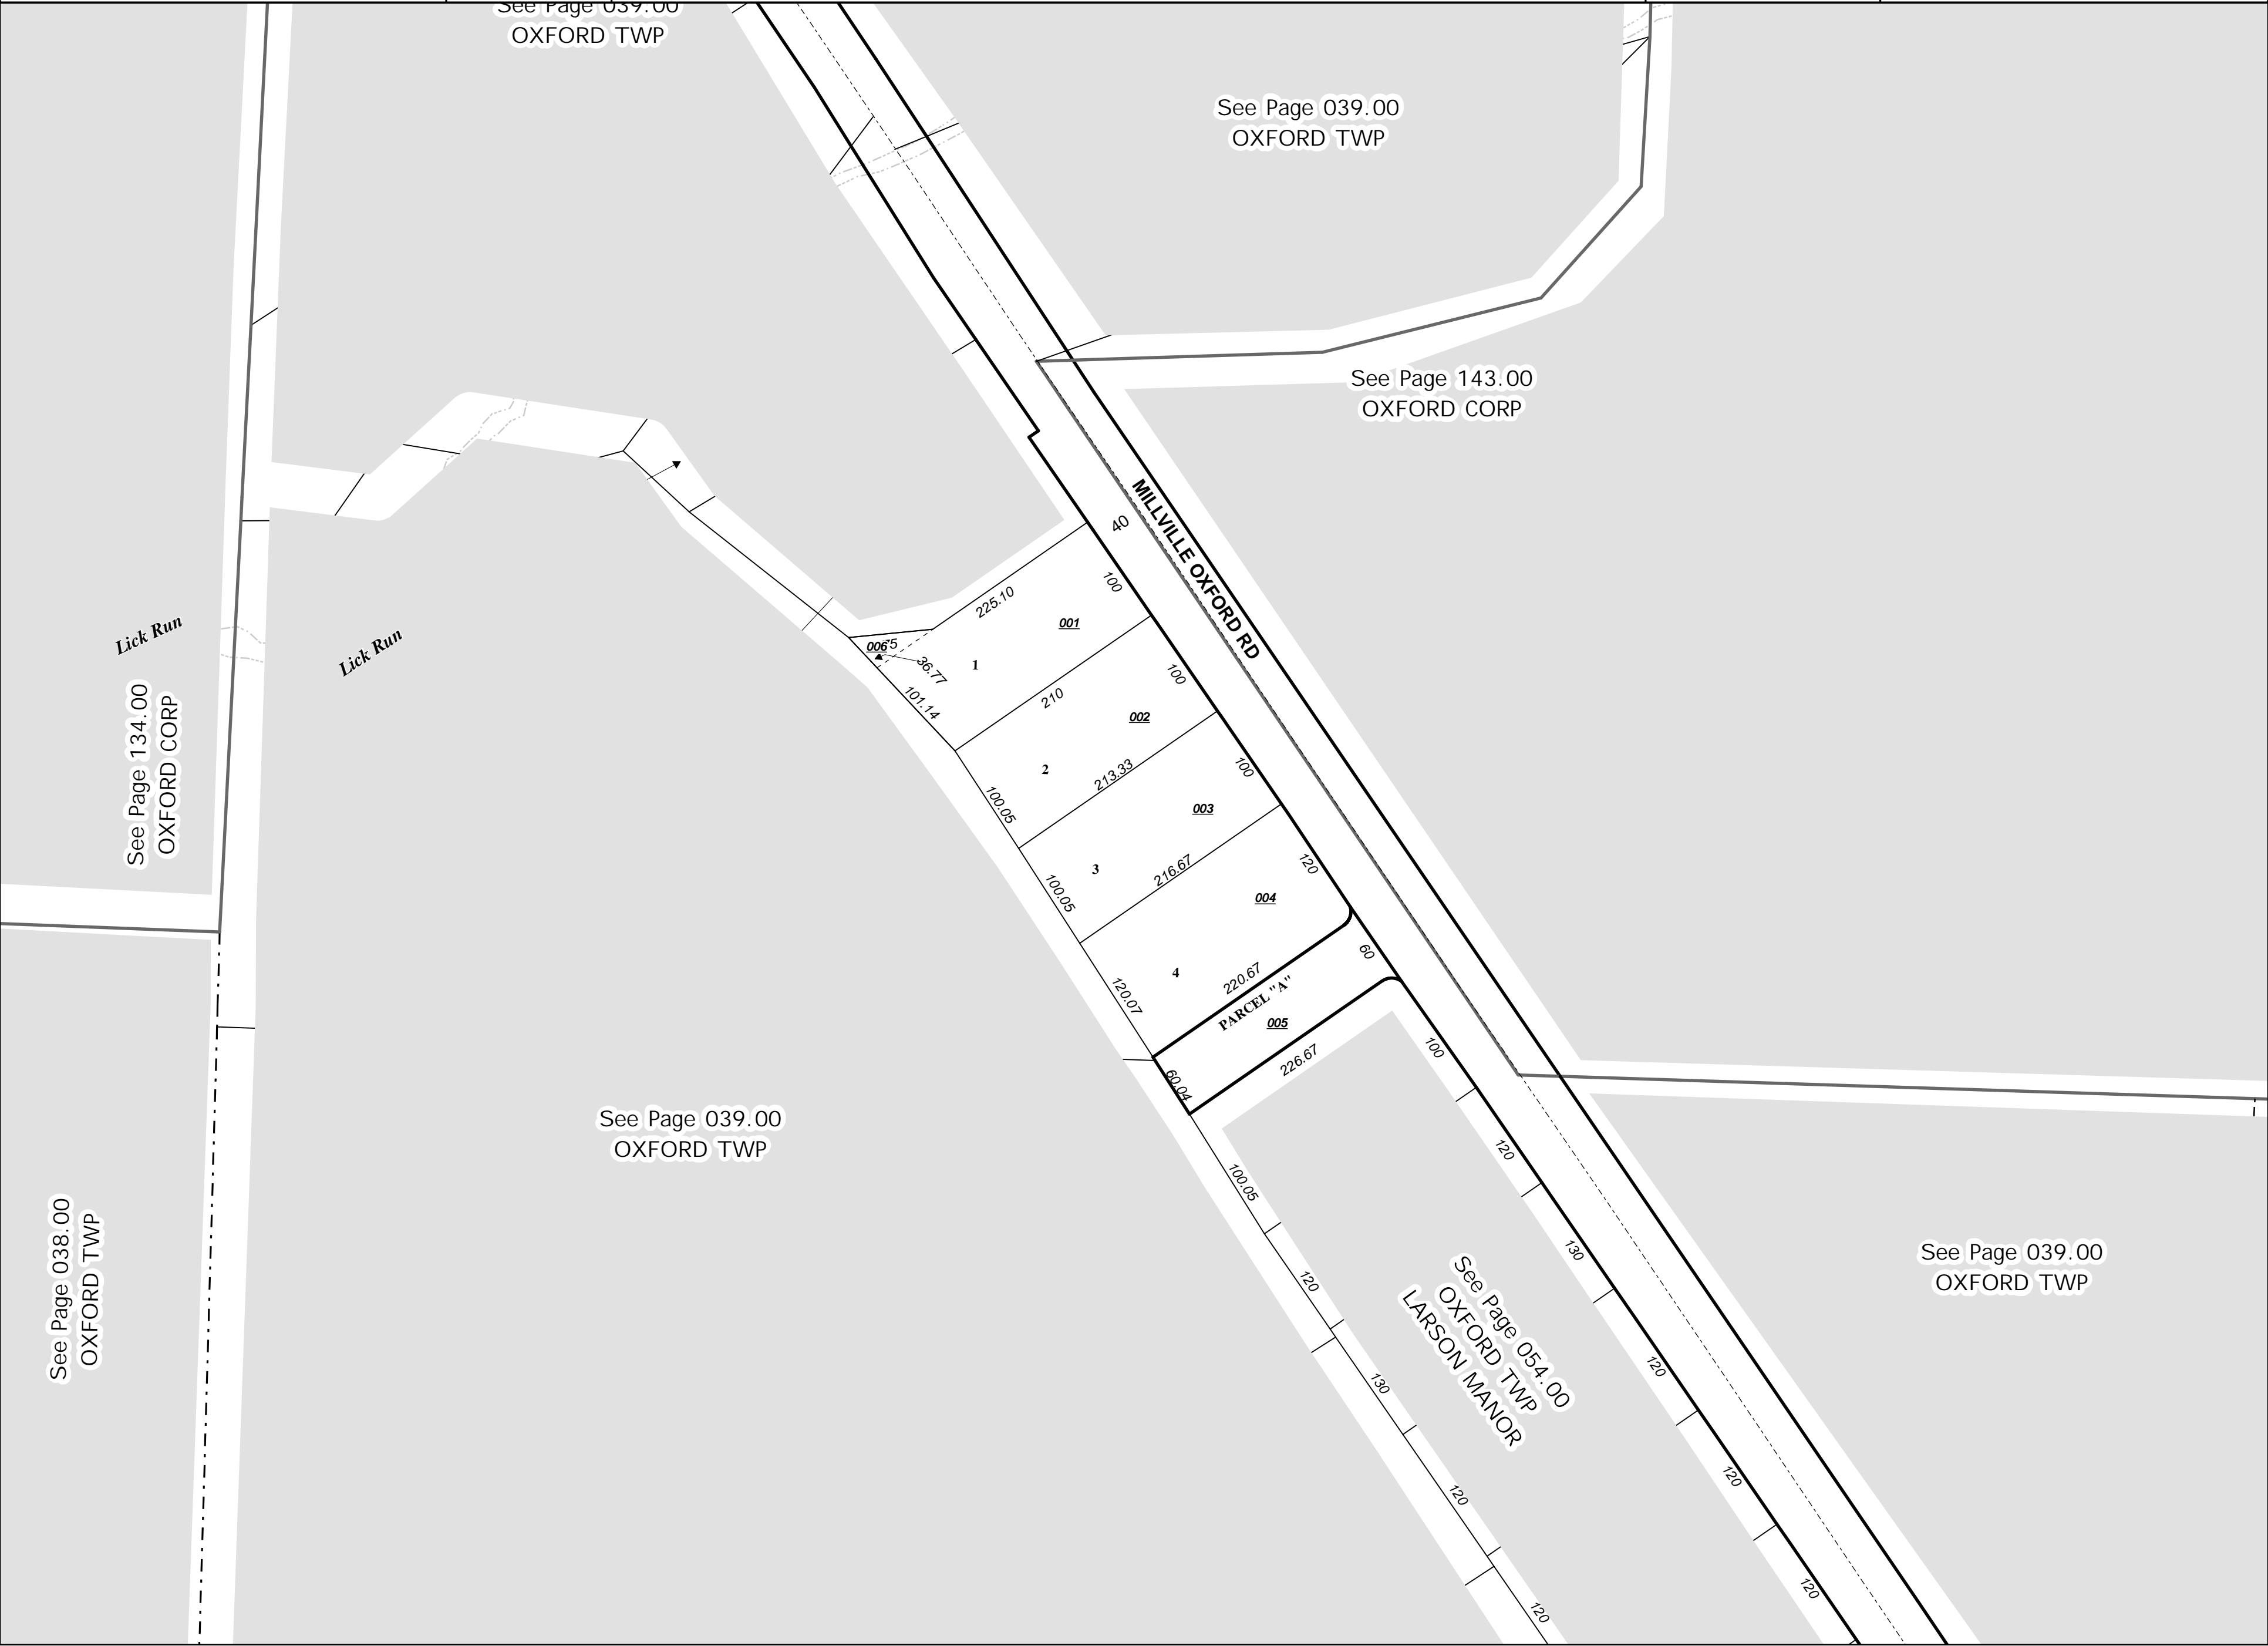 See Page 039.00
OXFORD TWP
See Page 039.00
OXFORD TWP
See Page 143.00
OXFORD CORP
MILLVILLE OXFORD RD
40
100
225.10
001
006
75
36.77
1
101.14
Lick Run
Lick Run
See Page 134.00
OXFORD CORP
210
100
002
2
213.33
100
100.05
003
3
216.67
120
100.05
004
4
220.67
60
120.07
PARCEL "A"
005
226.67
60.04
100
See Page 039.00
OXFORD TWP
See Page 038.00
OXFORD TWP
100.05
120
120
130
130
120
120
120
120
120
See Page 054.00
OXFORD TWP
LARSON MANOR
See Page 039.00
OXFORD TWP